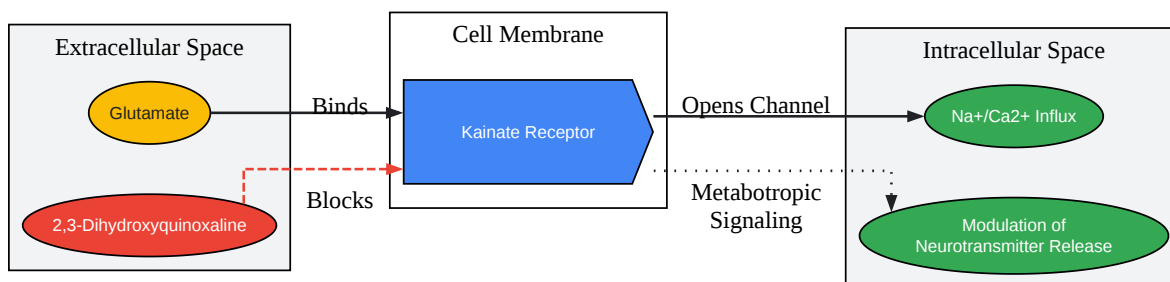 Extracellular Space
Glutamate
2,3-Dihydroxyquinoxaline
Binds
Blocks
Cell Membrane
Kainate Receptor
Opens Channel
Metabotropic
Signaling
Intracellular Space
Na+/Ca2+ Influx
Modulation of
Neurotransmitter Release